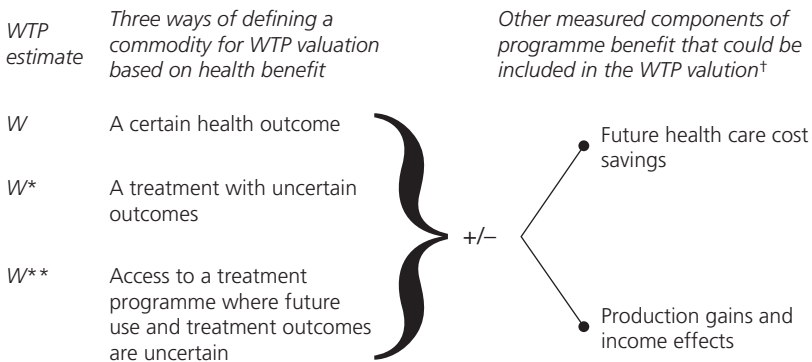 WTP
estimate
Three ways of defining a
commodity for WTP valuation
based on health benefit
Other measured components of
programme benefit that could be
included in the WTP valution†
W
A certain health outcome
W*
A treatment with uncertain
outcomes
W**
Access to a treatment
programme where future
use and treatment outcomes
are uncertain
+/−
Future health care cost
savings
Production gains and
income effects